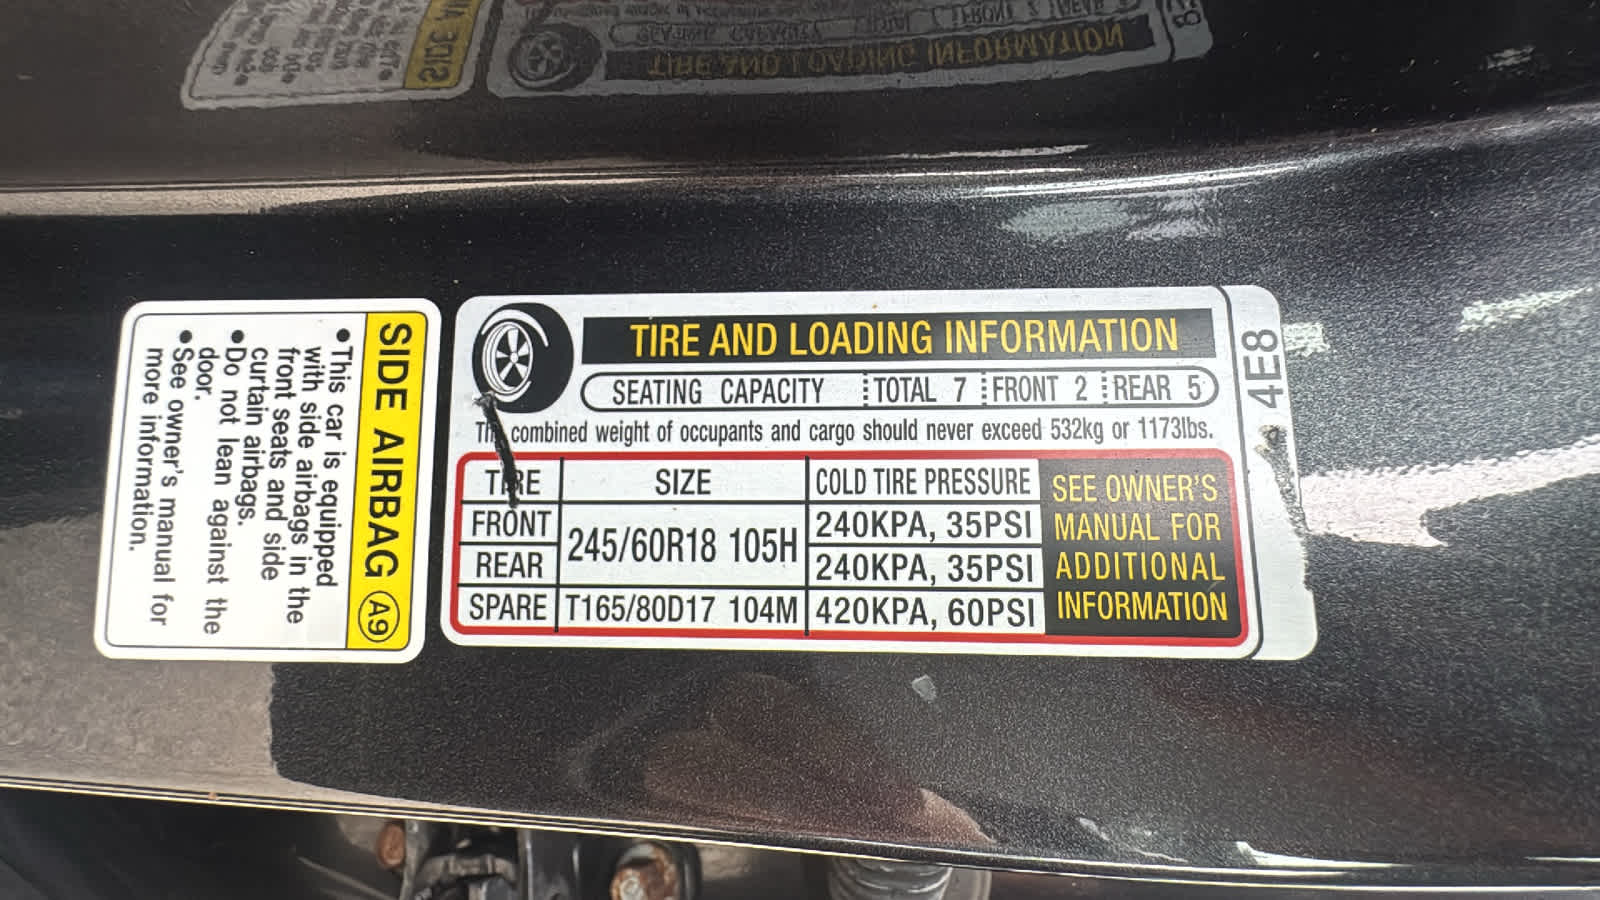 SIDE AIRBAG A9
•This car is equipped
with side airbags in the
front seats and side
curtain airbags.
•Do not lean against the
door.
•See owner's manual for
more information.
TIRE AND LOADING INFORMATION
SEATING CAPACITY TOTAL 7 FRONT 2 REAR 5
The combined weight of occupants and cargo should never exceed 532kg or 1173lbs.
TIRE SIZE COLD TIRE PRESSURE
FRONT 245/60R18 105H 240KPA, 35PSI
REAR 240KPA, 35PSI
SPARE T165/80D17 104M 420KPA, 60PSI
SEE OWNER'S
MANUAL FOR
ADDITIONAL
INFORMATION
4E8